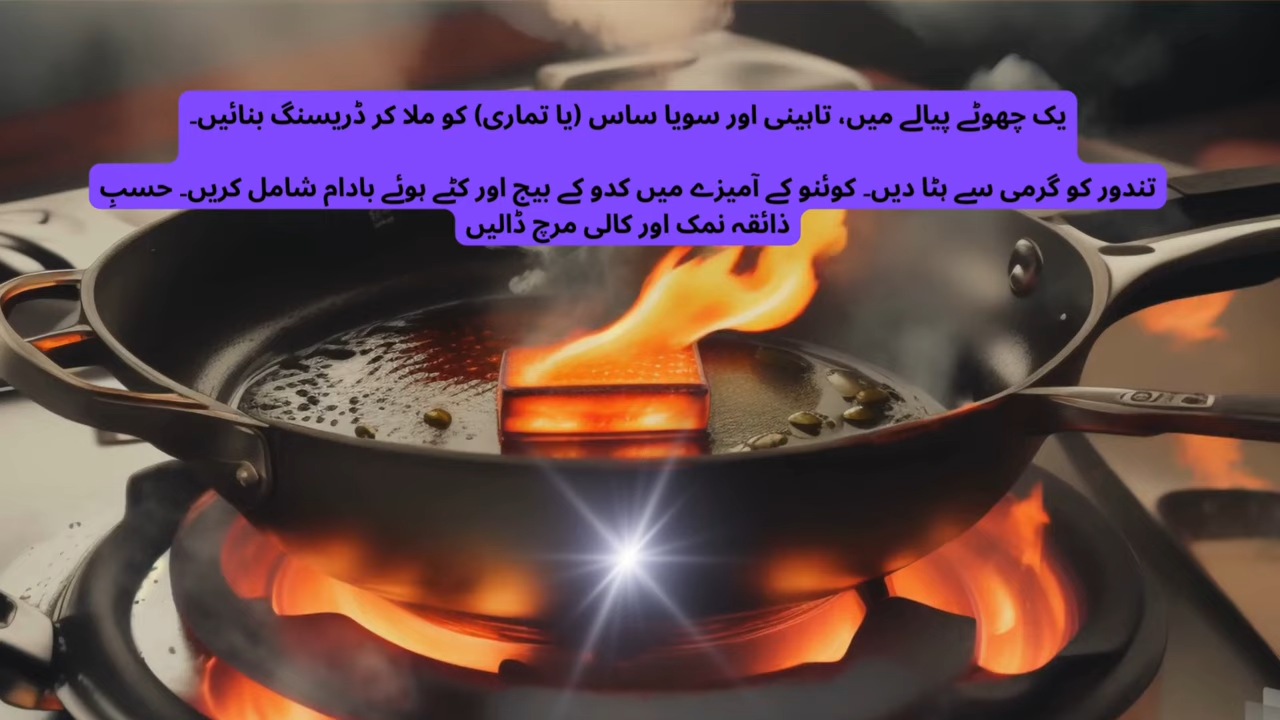 یک چھوٹے پیالے میں، تاہینی اور سویا ساس (یا تماری) کو ملا کر ڈریسنگ بنائیں۔
تندور کو گرمی سے ہٹا دیں۔ کوئنو کے آمیزے میں کدو کے بیج اور کٹے ہوئے بادام شامل کریں۔ حسبِ
ذائقہ نمک اور کالی مرچ ڈالیں